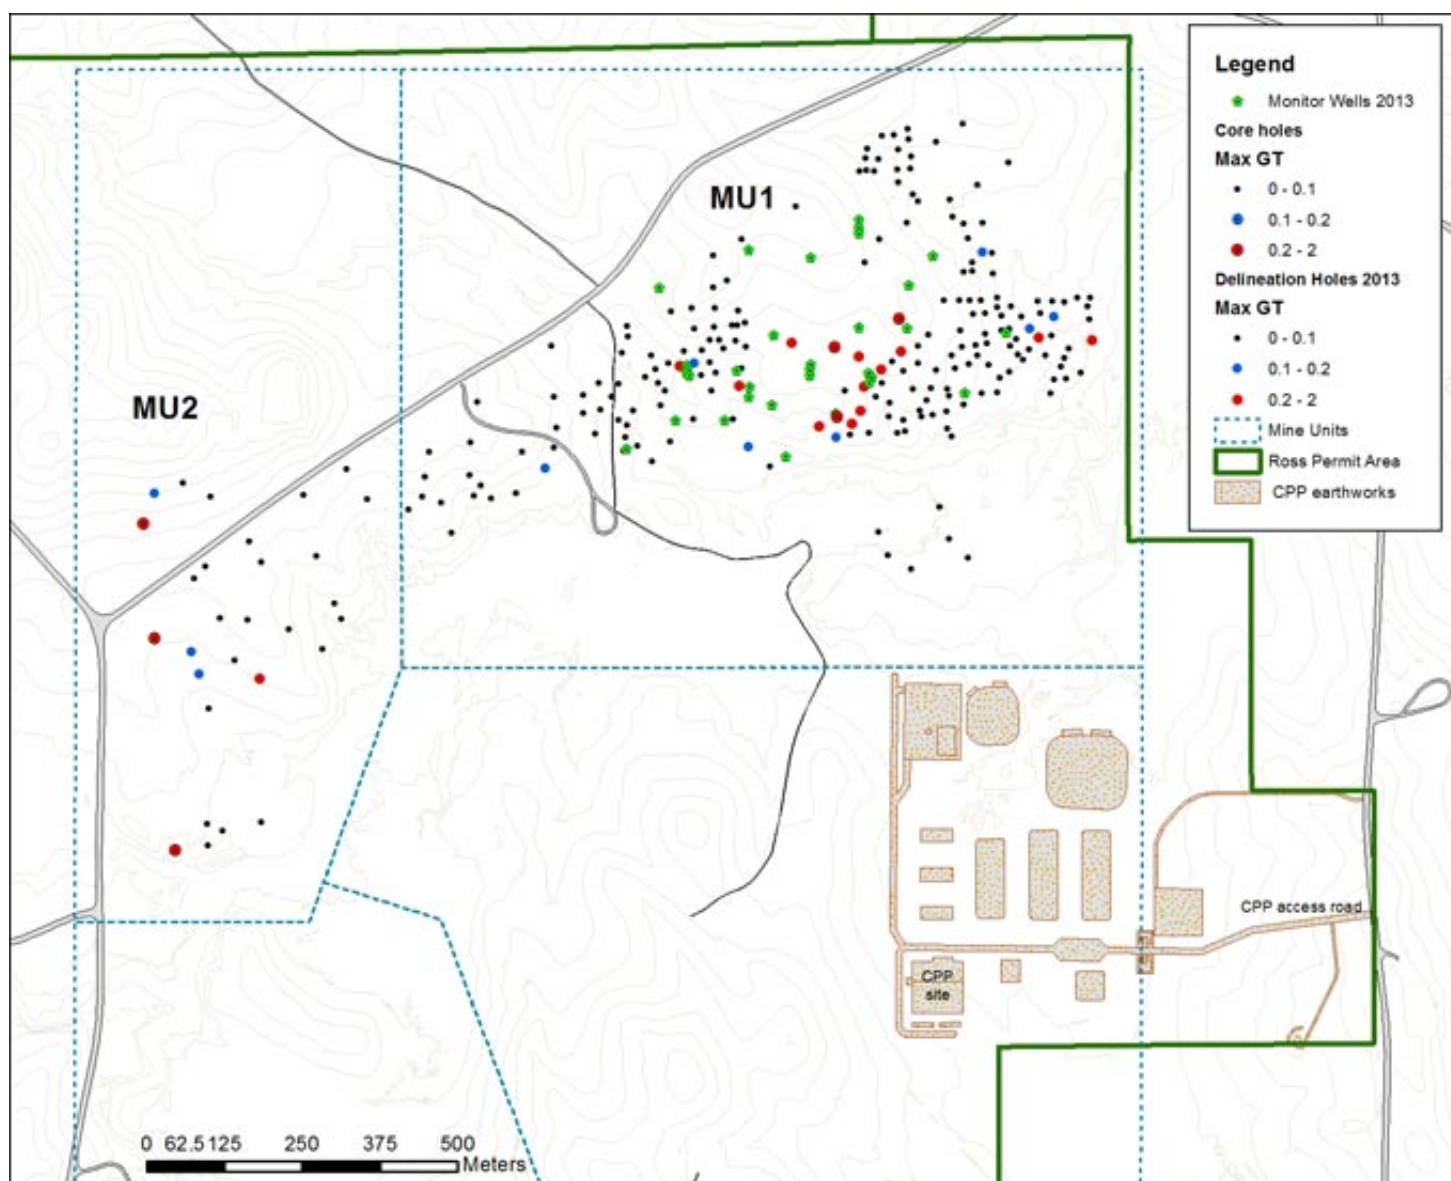 Legend
Monitor Wells 2013
Core holes
Max GT
0 - 0.1
0.1 - 0.2
0.2 - 2
Delineation Holes 2013
Max GT
0 - 0.1
0.1 - 0.2
0.2 - 2
Mine Units
Ross Permit Area
CPP earthworks
MU1
MU2
CPP access road
CPP
site
0 62.5 125 250 375 500
Meters